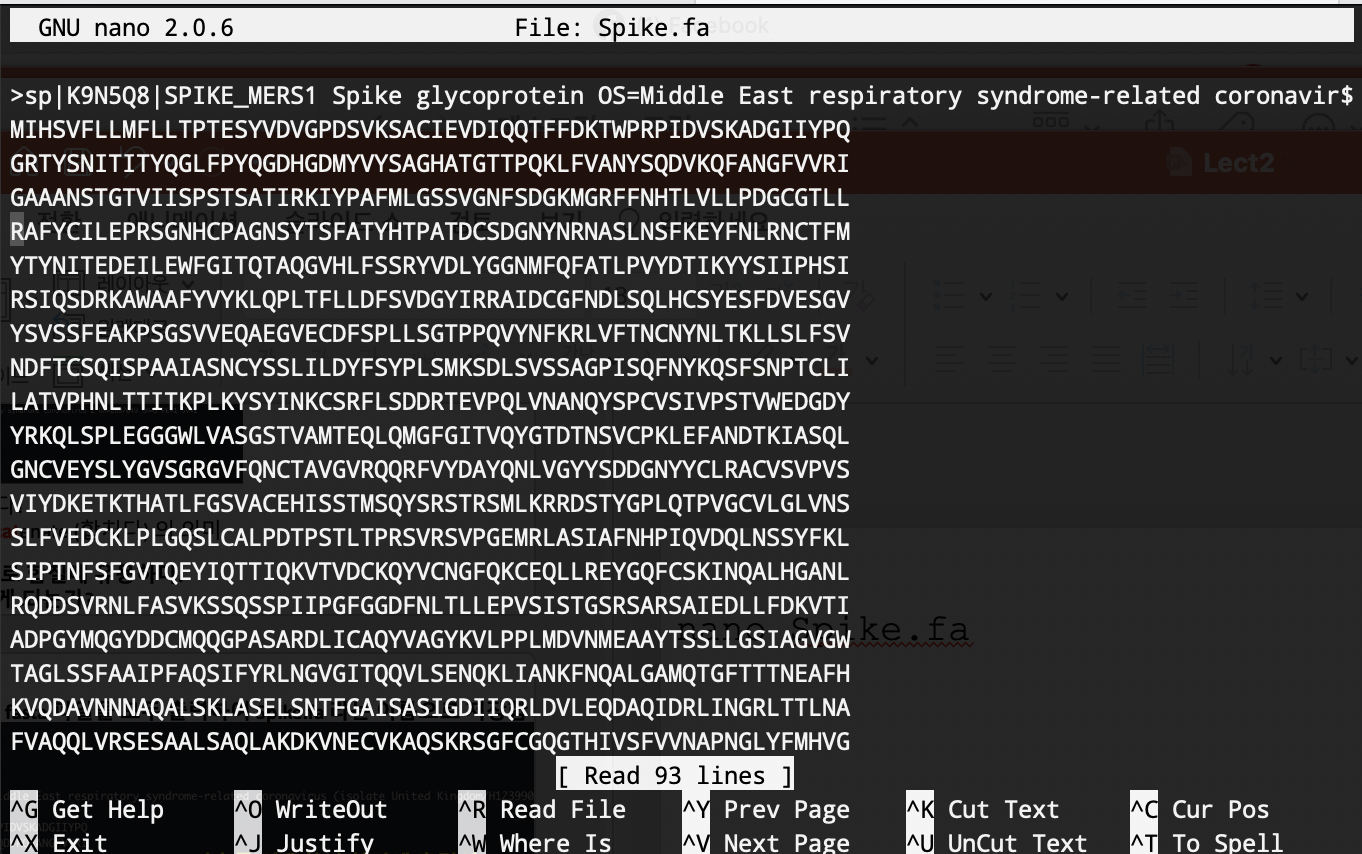 GNU nano 2.0.6 File: Spike.fa
>sp|K9N5Q8|SPIKE_MERS1 Spike glycoprotein OS=Middle East respiratory syndrome-related coronavir$
MIHSVFLLMFLLTPTESYVDVGPDSVKSACIEVDIQQTFFDKTWPRPIDVSKADGIIYPQ
GRTYSNITITYQGLFPYQGDHGDMYVYSAGHATGTTPQKLFVANYSQDVKQFANGFVVRI
GAAANSTGTVIISPSTSATIRKIYPAFMLGSSVGNFSDGKMGRFFNHTLVLLPDGCGTLL
RAFYCILEPRSGNHCPAGNSYTSFATYHTPATDCSDGNYNRNASLNSFKEYFNLRNCTFM
YTYNITEDEILEWFGITQTAQGVHLFSSRYVDLYGGNMFQFATLPVYDTIKYYSIIPHSI
RSIQSDRKAWAAFYVYKLQPLTFLLDFSVDGYIRRAIDCGFNDLSQLHCSYESFDVESGV
YSVSSFEAKPSGSVVEQAEGVECDFSPLLSGTPPQVYNFKRLVFTNCNYNLTKLLSLFSV
NDFTCSQISPAAIASNCYSSLILDYFSYPLSMKSDLSVSSAGPISQFNYKQSFSNPTCLI
LATVPHNLTTITKPLKYSYINKCSRFLSDDRTEVPQLVNANQYSPCVSIVPSTVWEDGDY
YRKQLSPLEGGGWLVASGSTVAMTEQLQMGFGITVQYGTDTNSVCPKLEFANDTKIASQL
GNCVEYSLYGVSGRGVFQNCTAVGVRQQRFVYDAYQNLVGYYSDDGNYYCLRACVSVPVS
VIYDKETKTHATLFGSVACEHISSTMSQYSRSTRSMLKRRDSTYGPLQTPVGCVLGLVNS
SLFVEDCKLPLGQSLCALPDTPSTLTPRSVRSVPGEMRLASIAFNHPIQVDQLNSSYFKL
SIPTNFSFGVTQEYIQTTIQKVTVDCKQYVCNGFQKCEQLLREYGQFCSKINQALHGANL
RQDDSVRNLFASVKSSQSSPIIPGFGGDFNLTLLEPVSISTGSRSARSAIEDLLFDKVTI
ADPGYMQGYDDCMQQGPASARDLICAQYVAGYKVLPPLMDVNMEAAYTSSLLGSIAGVGW
TAGLSSFAAIPFAQSIFYRLNGVGITQQVLSENQKLIANKFNQALGAMQTGFTTTNEAFH
KVQDAVNNNAQALSKLASELSNTFGAISASIGDIIQRLDVLEQDAQIDRLINGRLTTLNA
FVAQQLVRSESAALSAQLAKDKVNECVKAQSKRSGFCGQGTHIVSFVVNAPNGLYFMHVG
[ Read 93 lines ]
^G Get Help ^O WriteOut ^R Read File ^Y Prev Page ^K Cut Text ^C Cur Pos
^X Exit ^J Justify ^W Where Is ^V Next Page ^U UnCut Text ^T To Spell
Lect2
nano Spike.fa